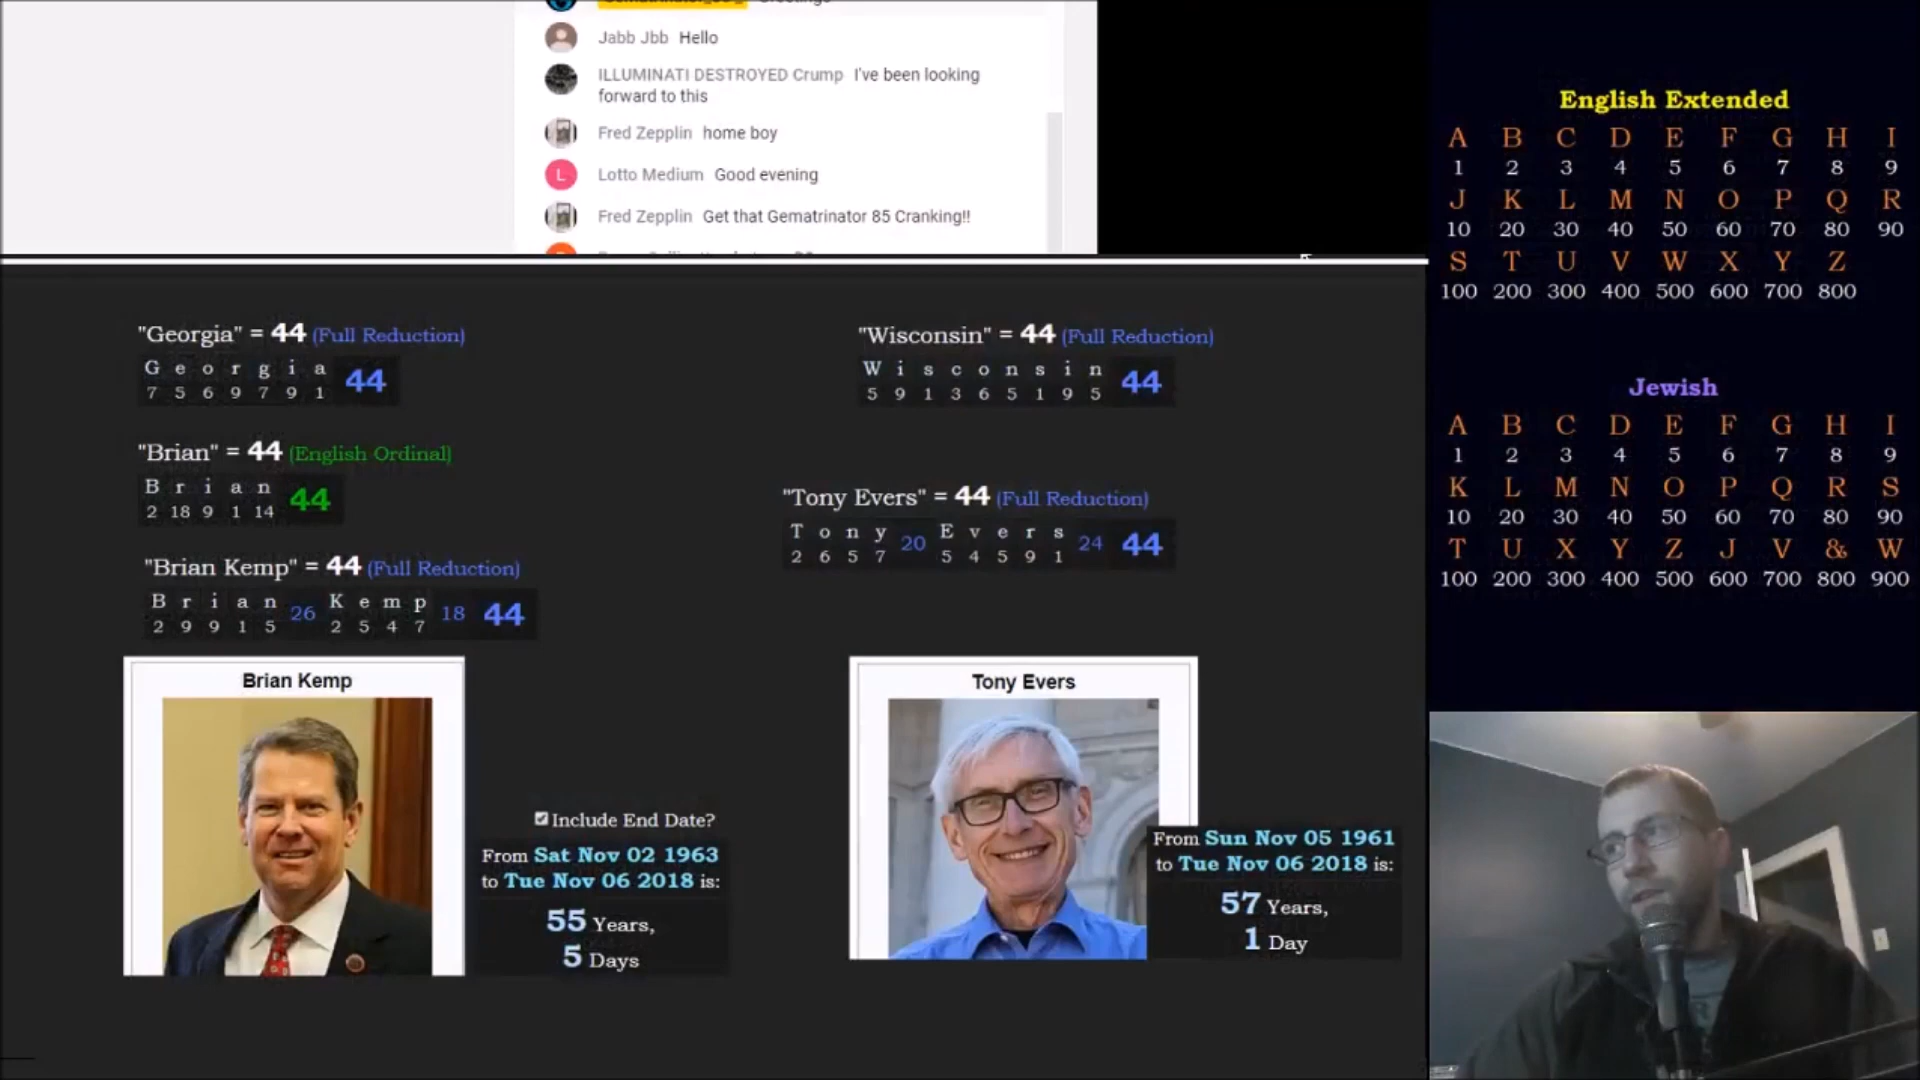 Greetings
Jabb Jbb Hello
ILLUMINATI DESTROYED Crump I've been looking
forward to this
Fred Zepplin home boy
L Lotto Medium Good evening
Fred Zepplin Get that Gematrinator 85 Cranking!!
"Georgia" = 44 (Full Reduction)
G e o r g i a 44
7 5 6 9 7 9 1
"Brian" = 44 (English Ordinal)
B r i a n 44
2 18 9 1 14
"Brian Kemp" = 44 (Full Reduction)
B r i a n 26 K e m p 18 44
2 9 9 1 5 2 5 4 7
Brian Kemp
Include End Date?
From Sat Nov 02 1963
to Tue Nov 06 2018 is:
55 Years,
5 Days
"Wisconsin" = 44 (Full Reduction)
W i s c o n s i n 44
5 9 1 3 6 5 1 9 5
"Tony Evers" = 44 (Full Reduction)
T o n y 20 E v e r s 24 44
2 6 5 7 5 4 5 9 1
Tony Evers
From Sun Nov 05 1961
to Tue Nov 06 2018 is:
57 Years,
1 Day
English Extended
A B C D E F G H I
1 2 3 4 5 6 7 8 9
J K L M N O P Q R
10 20 30 40 50 60 70 80 90
S T U V W X Y Z
100 200 300 400 500 600 700 800
Jewish
A B C D E F G H I
1 2 3 4 5 6 7 8 9
K L M N O P Q R S
10 20 30 40 50 60 70 80 90
T U X Y Z J V & W
100 200 300 400 500 600 700 800 900